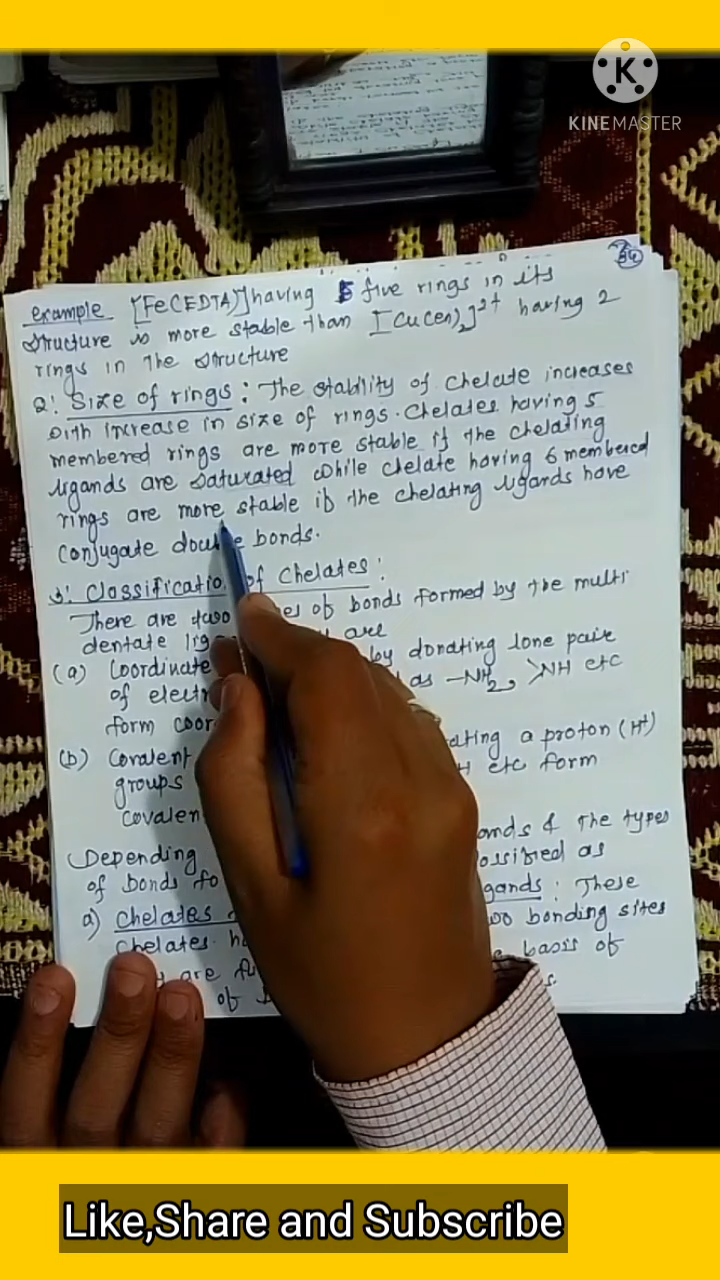 KINEMASTER
34
Example [Fe(EDTA)] having 5 five rings in its
structure is more stable than [Cu(en)2]2+ having 2
rings in the structure
2: Size of rings: The stability of chelate increases
with increase in size of rings. Chelates having 5
membered rings are more stable if the chelating
ligands are saturated while chelate having 6 membered
rings are more stable if the chelating ligands have
conjugate double bonds.
3: Classification of Chelates:
There are two of bonds formed by the multi
dentate are
(a) Coordinate by donating lone pair
of as -NH2, >NH etc
form
(b) Covalent a proton (H+)
groups etc form
Depending & The types
of bonds as
a) Chelates : These
Chelates bonding sites
are basis of
of
Like,Share and Subscribe